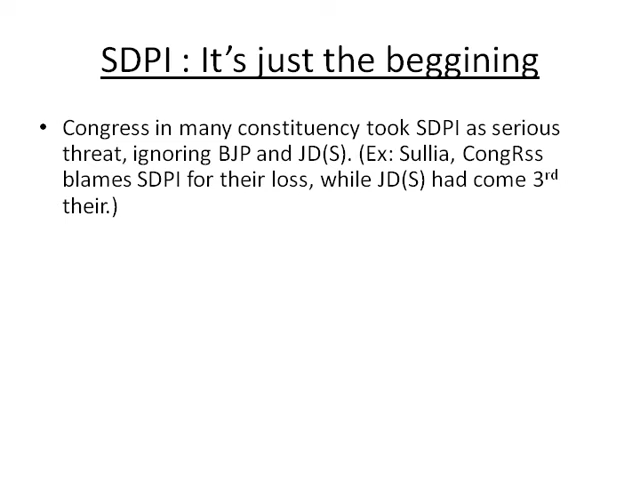 SDPI : It's just the beggining
• Congress in many constituency took SDPI as serious
threat, ignoring BJP and JD(S). (Ex: Sullia, CongRss
blames SDPI for their loss, while JD(S) had come 3rd
their.)